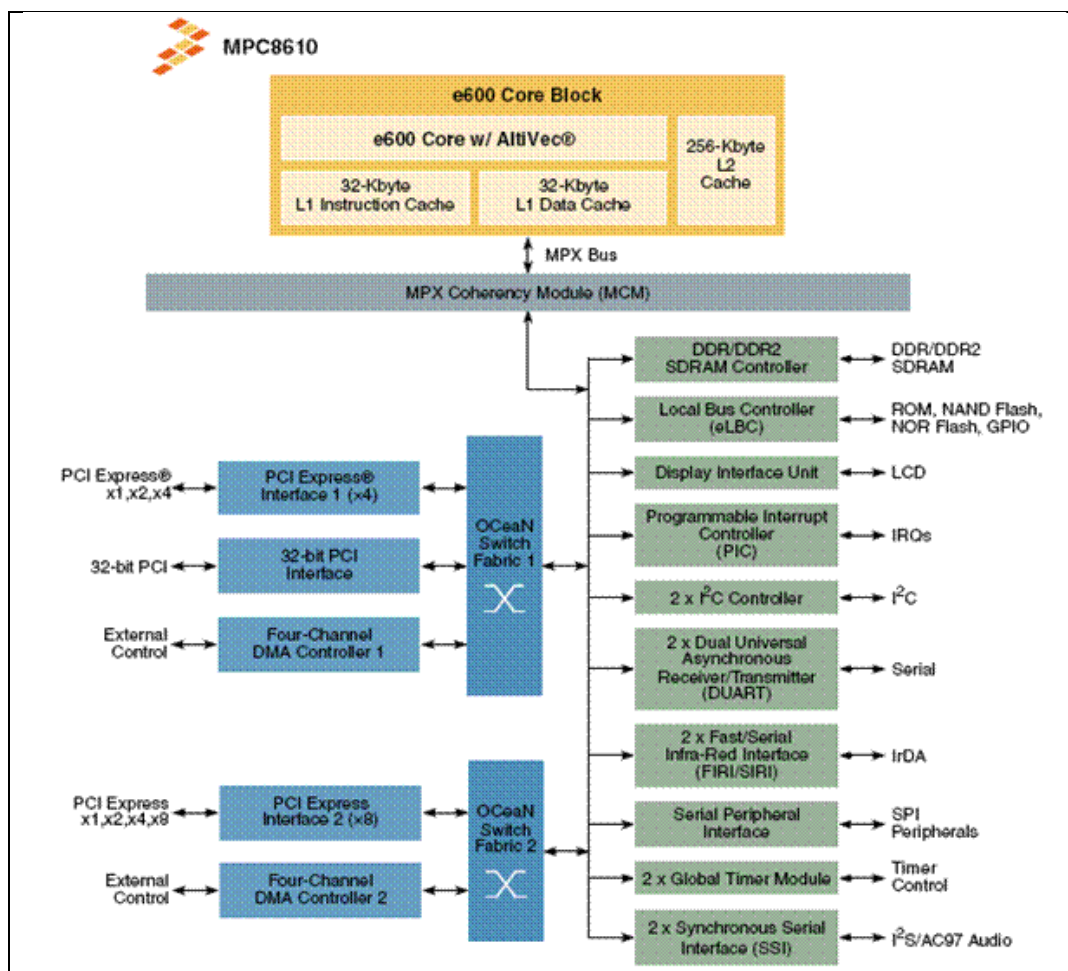 MPC8610
e600 Core Block
e600 Core w/ AltiVec®
256-Kbyte
L2
Cache
32-Kbyte
L1 Instruction Cache
32-Kbyte
L1 Data Cache
MPX Bus
MPX Coherency Module (MCM)
DDR/DDR2
SDRAM Controller
DDR/DDR2
SDRAM
Local Bus Controller
(eLBC)
ROM, NAND Flash,
NOR Flash, GPIO
Display Interface Unit
LCD
Programmable Interrupt
Controller
(PIC)
IRQs
2 x I²C Controller
I²C
2 x Dual Universal
Asynchronous
Receiver/Transmitter
(DUART)
Serial
2 x Fast/Serial
Infra-Red Interface
(FIRI/SIRI)
IrDA
Serial Peripheral
Interface
SPI
Peripherals
2 x Global Timer Module
Timer
Control
2 x Synchronous Serial
Interface (SSI)
I²S/AC97 Audio
PCI Express®
x1,x2,x4
PCI Express®
Interface 1 (×4)
OCeaN
Switch
Fabric 1
32-bit PCI
32-bit PCI
Interface
External
Control
Four-Channel
DMA Controller 1
PCI Express
x1,x2,x4,x8
PCI Express
Interface 2 (×8)
OCeaN
Switch
Fabric 2
External
Control
Four-Channel
DMA Controller 2